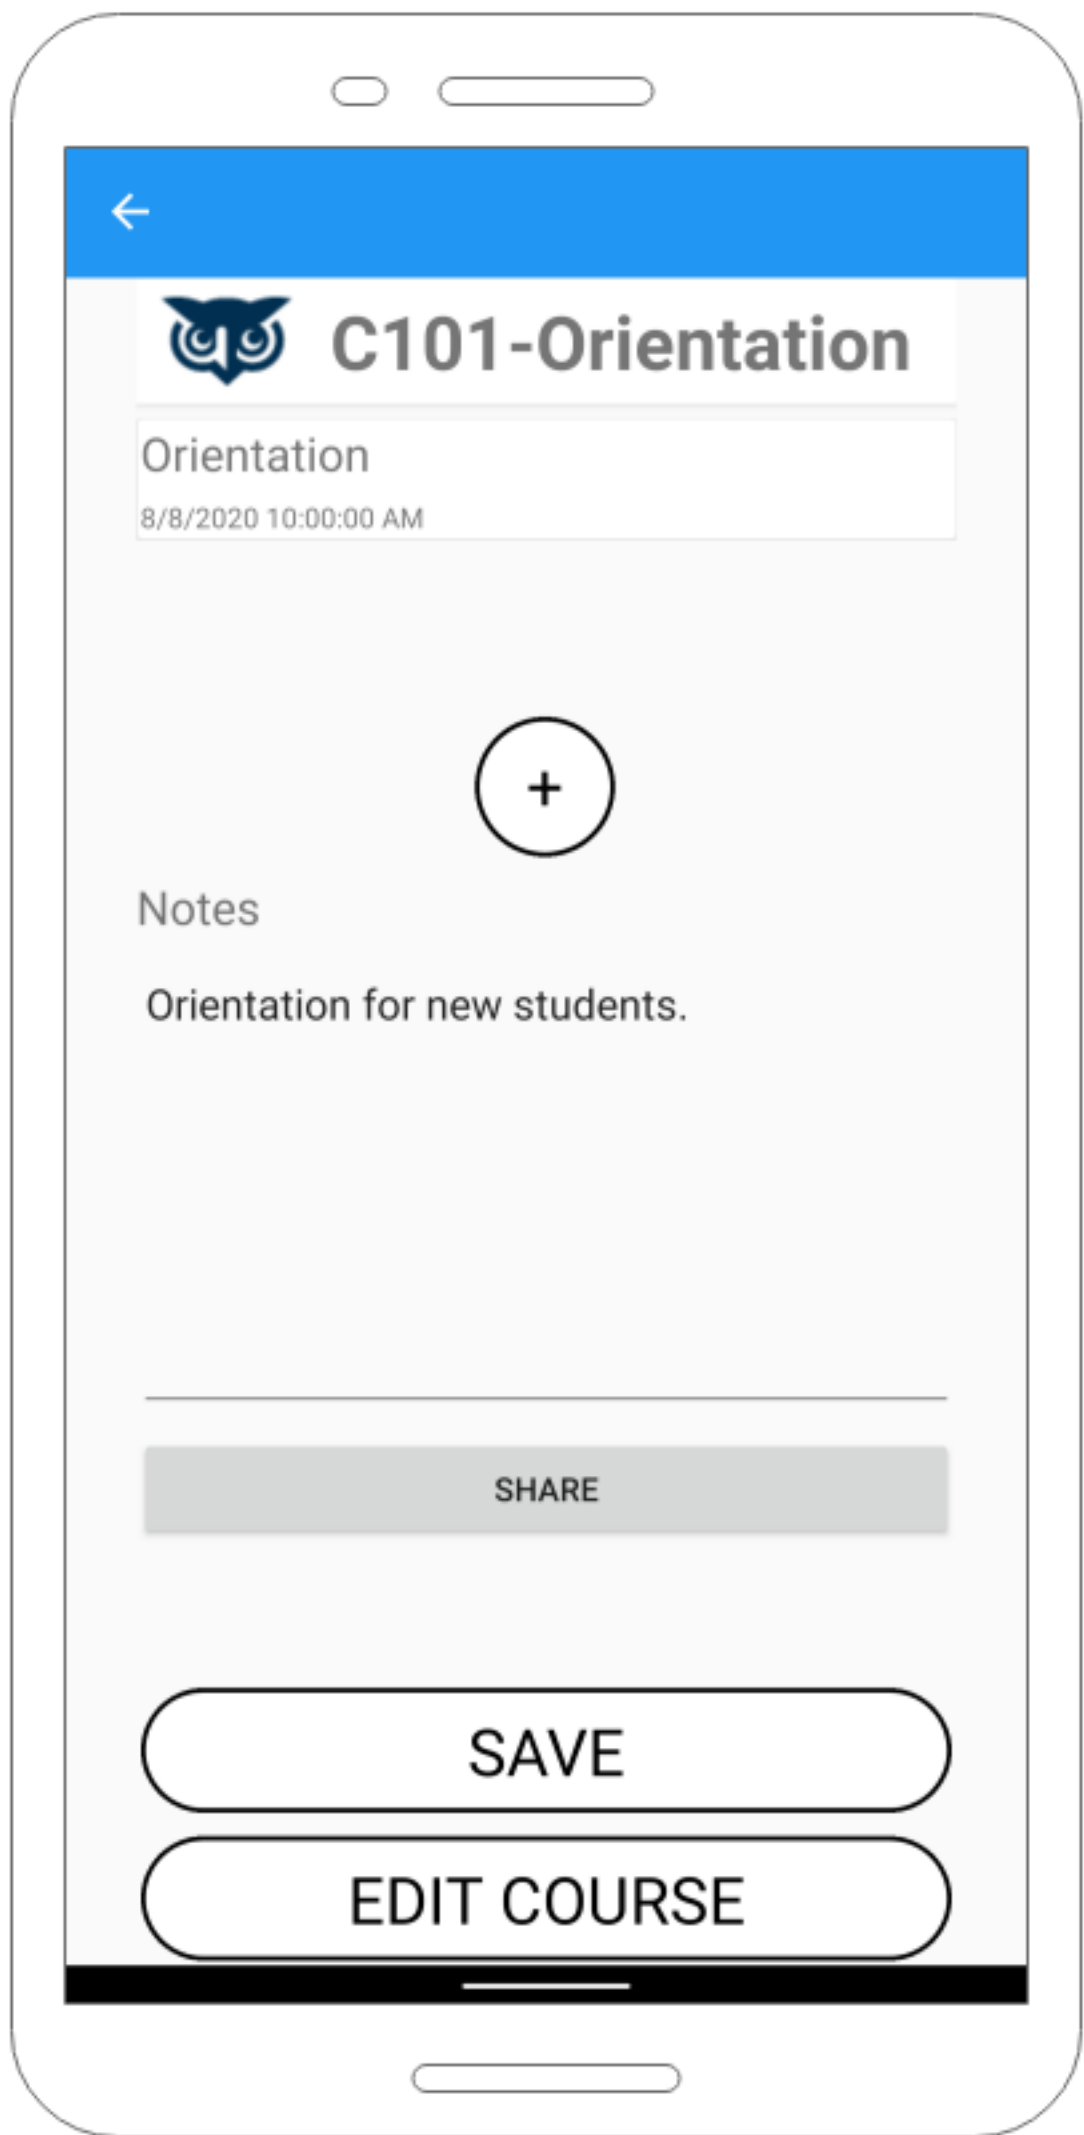 C101-Orientation
Orientation
8/8/2020 10:00:00 AM
+
Notes
Orientation for new students.
SHARE
SAVE
EDIT COURSE